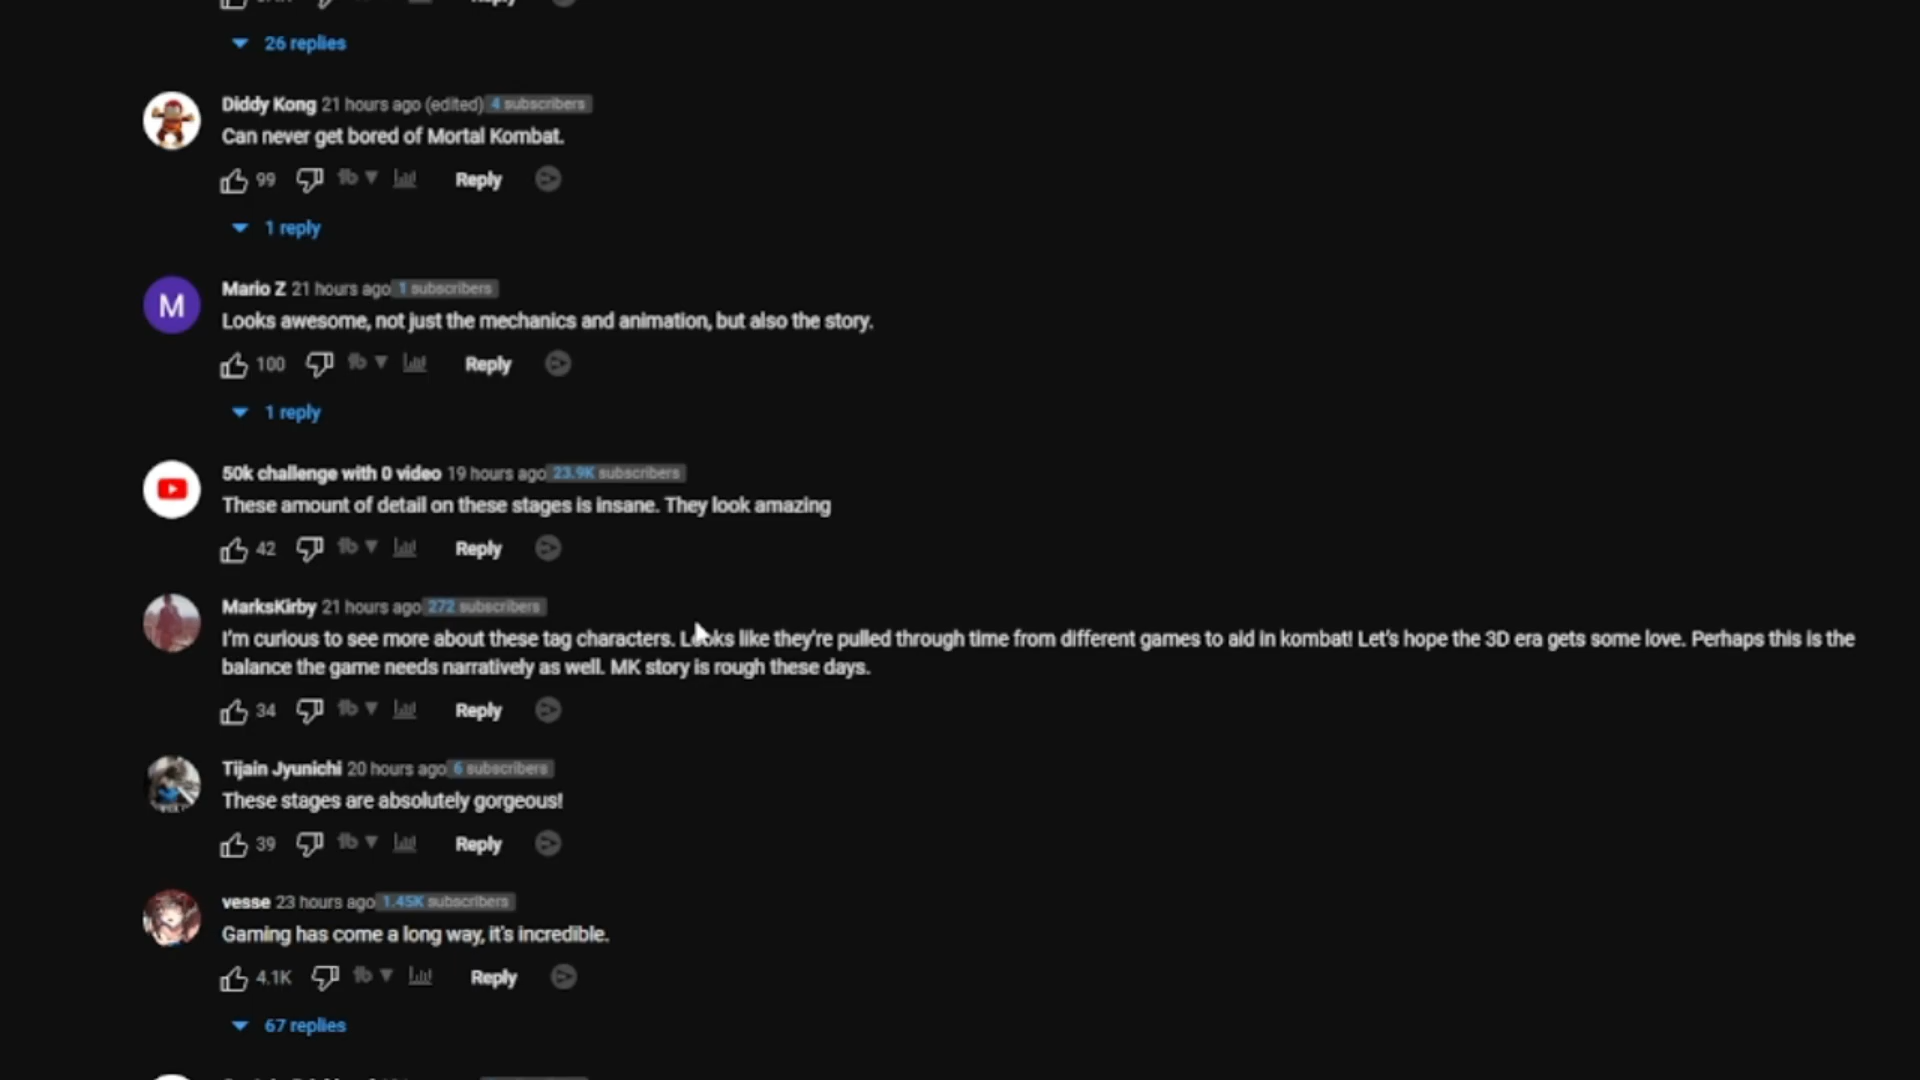 Reply
26 replies
Diddy Kong 21 hours ago (edited) 4 subscribers
Can never get bored of Mortal Kombat.
99 Reply
1 reply
M
Mario Z 21 hours ago 1 subscribers
Looks awesome, not just the mechanics and animation, but also the story.
100 Reply
1 reply
50k challenge with 0 video 19 hours ago 23.9K subscribers
These amount of detail on these stages is insane. They look amazing
42 Reply
MarksKirby 21 hours ago 272 subscribers
I'm curious to see more about these tag characters. Looks like they're pulled through time from different games to aid in kombat! Let's hope the 3D era gets some love. Perhaps this is the
balance the game needs narratively as well. MK story is rough these days.
34 Reply
Tijain Jyunichi 20 hours ago 6 subscribers
These stages are absolutely gorgeous!
39 Reply
vesse 23 hours ago 1.45K subscribers
Gaming has come a long way, it's incredible.
4.1K Reply
67 replies